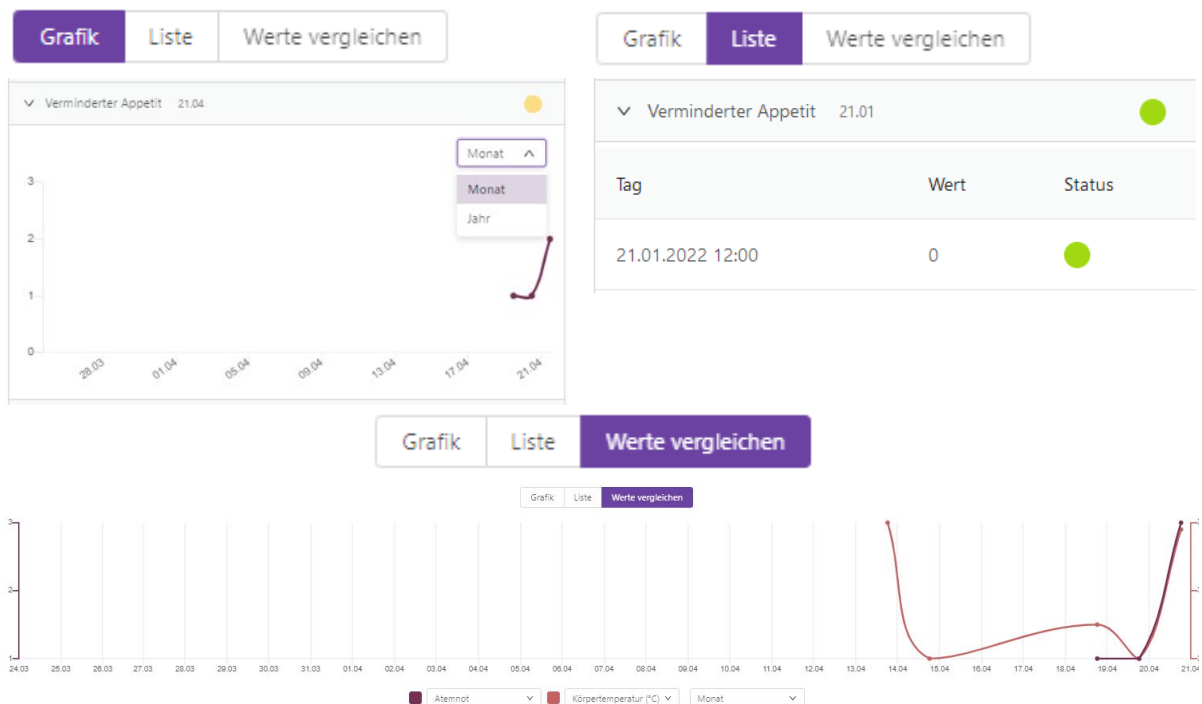 Grafik Liste Werte vergleichen
Verminderter Appetit 21.04
Monat
Monat
Jahr
3
2
1
0
28.03 01.04 05.04 09.04 13.04 17.04 21.04
Grafik Liste Werte vergleichen
Verminderter Appetit 21.01
Tag Wert Status
21.01.2022 12:00 0
Grafik Liste Werte vergleichen
Grafik Liste Werte vergleichen
3
2
1
24.03 25.03 26.03 27.03 28.03 29.03 30.03 31.03 01.04 02.04 03.04 04.04 05.04 06.04 07.04 08.04 09.04 10.04 11.04 12.04 13.04 14.04 15.04 16.04 17.04 18.04 19.04 20.04 21.04
Atemnot Körpertemperatur (°C) Monat